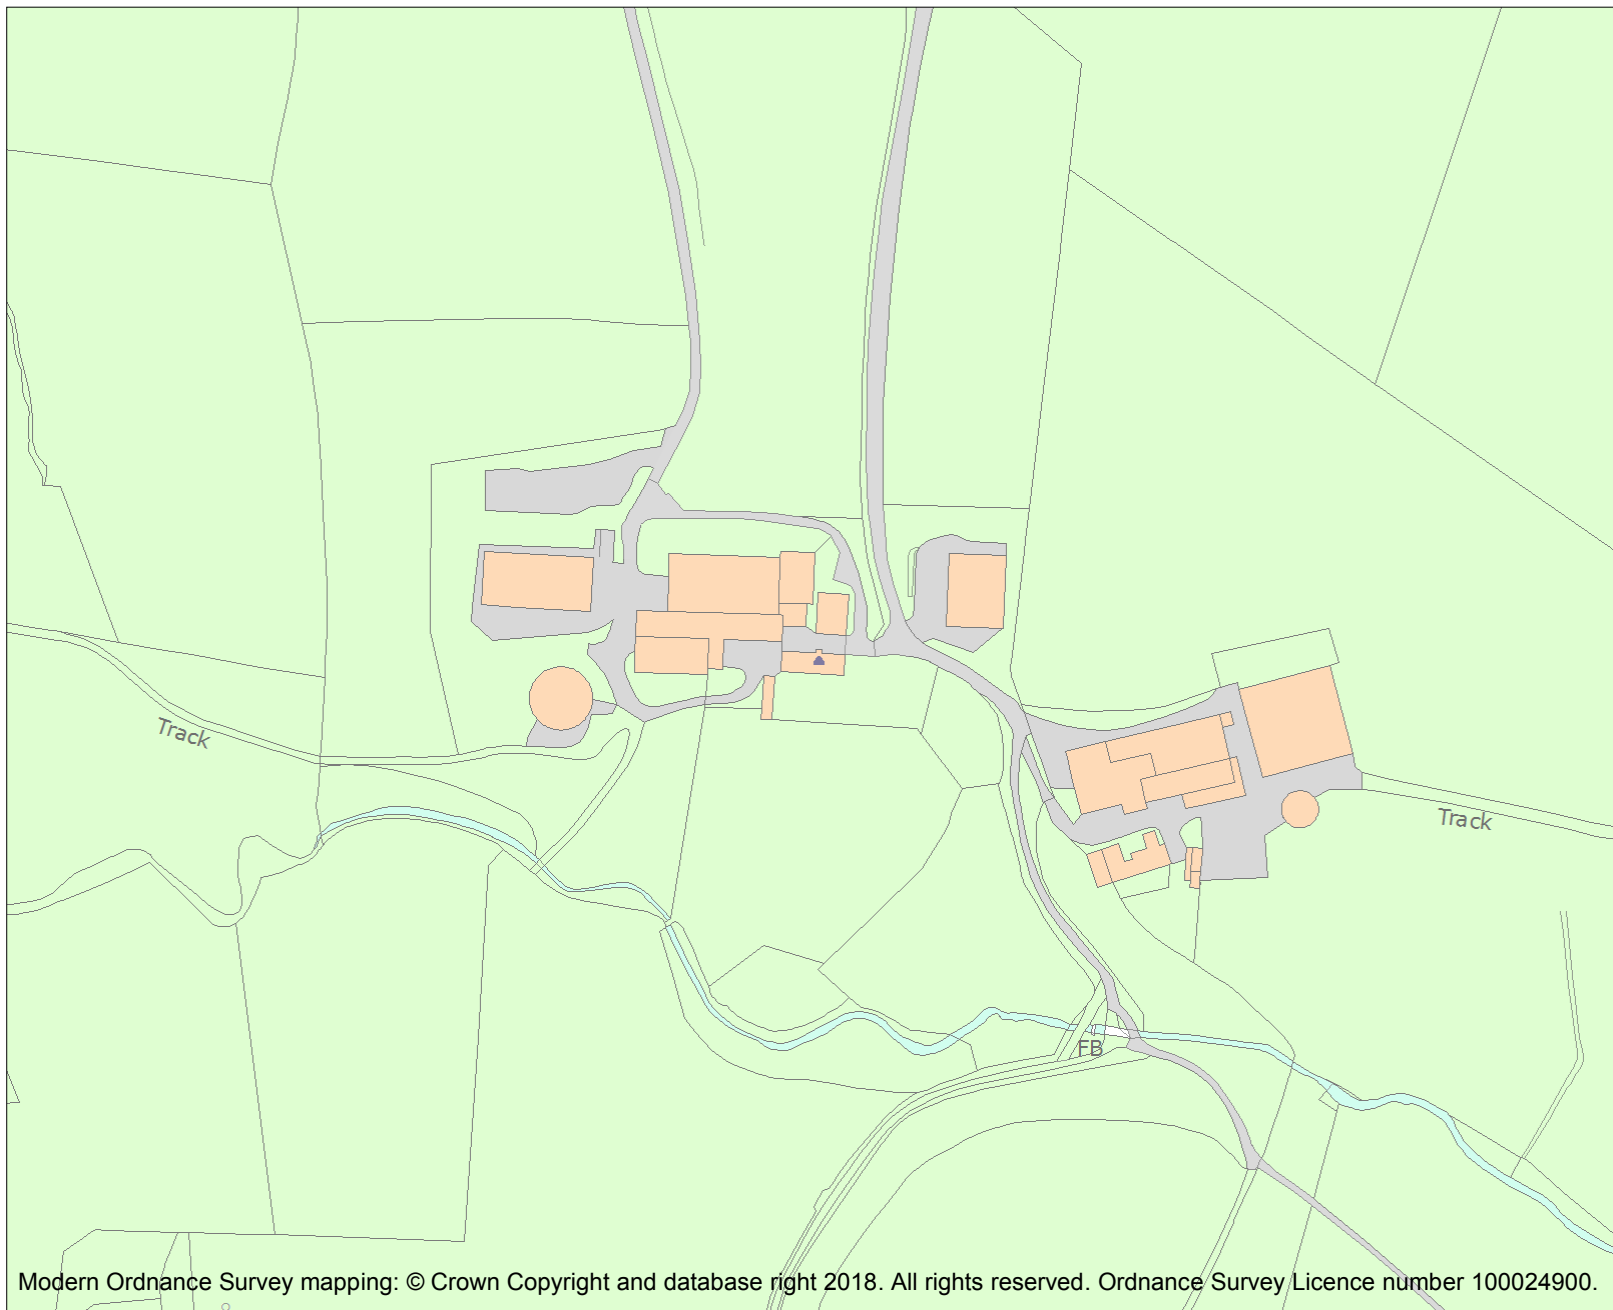 Track
Track
FB
Modern Ordnance Survey mapping: © Crown Copyright and database right 2018. All rights reserved. Ordnance Survey Licence number 100024900.